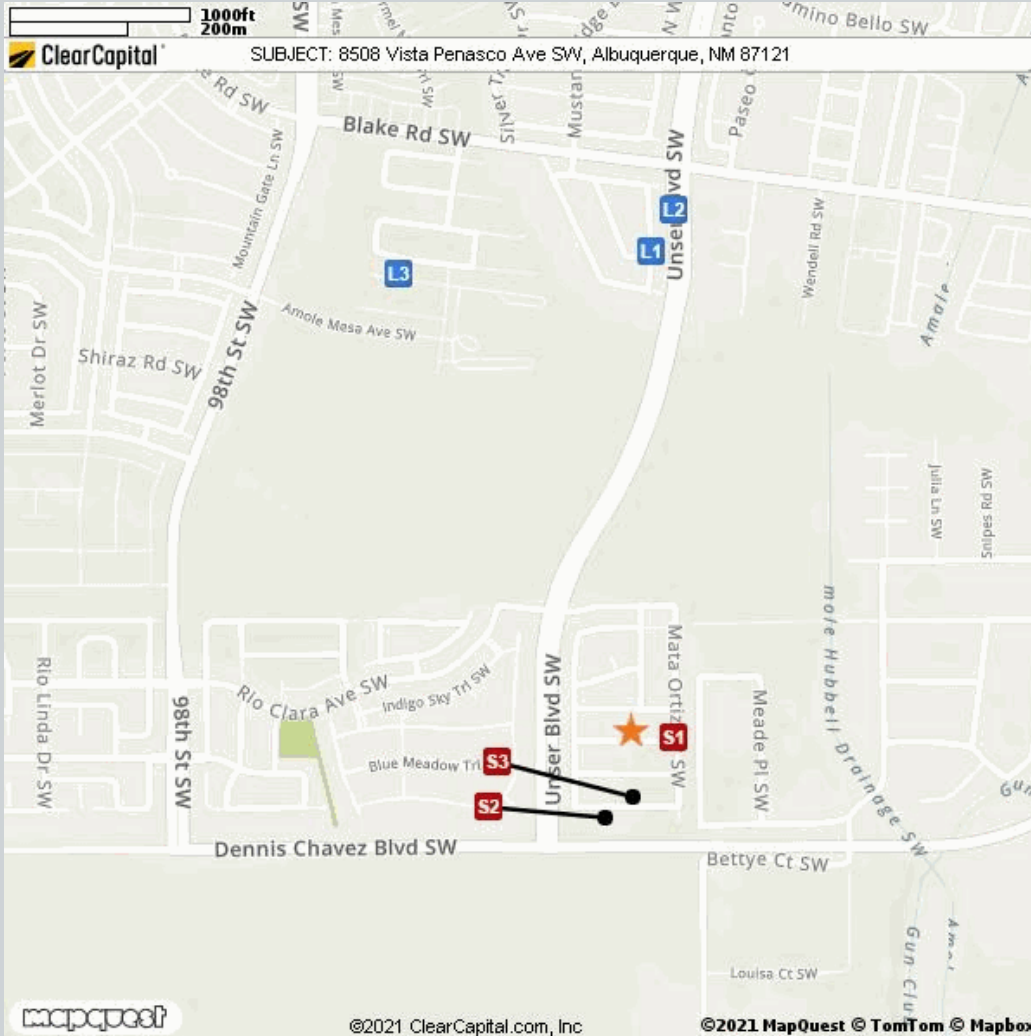 1000ft
200m
ClearCapital
SUBJECT: 8508 Vista Penasco Ave SW, Albuquerque, NM 87121
Rd SW
Blake Rd SW
Mountain Gate Ln SW
Unser Blvd SW
Wendell Rd SW
L2
L1
L3
Amole Mesa Ave SW
98th St SW
Merlot Dr SW
Shiraz Rd SW
Julia Ln SW
Snipes Rd SW
Rio Linda Dr SW
98th St SW
Rio Clara Ave SW
Indigo Sky Trl SW
Unser Blvd SW
Mata Ortiz SW
Meade Pl SW
mole Hubbell Drainage SW
S1
S3
S2
Blue Meadow Trl
Dennis Chavez Blvd SW
Bettye Ct SW
Louisa Ct SW
mapquest
©2021 ClearCapital.com, Inc
©2021 MapQuest © TomTom © Mapbox